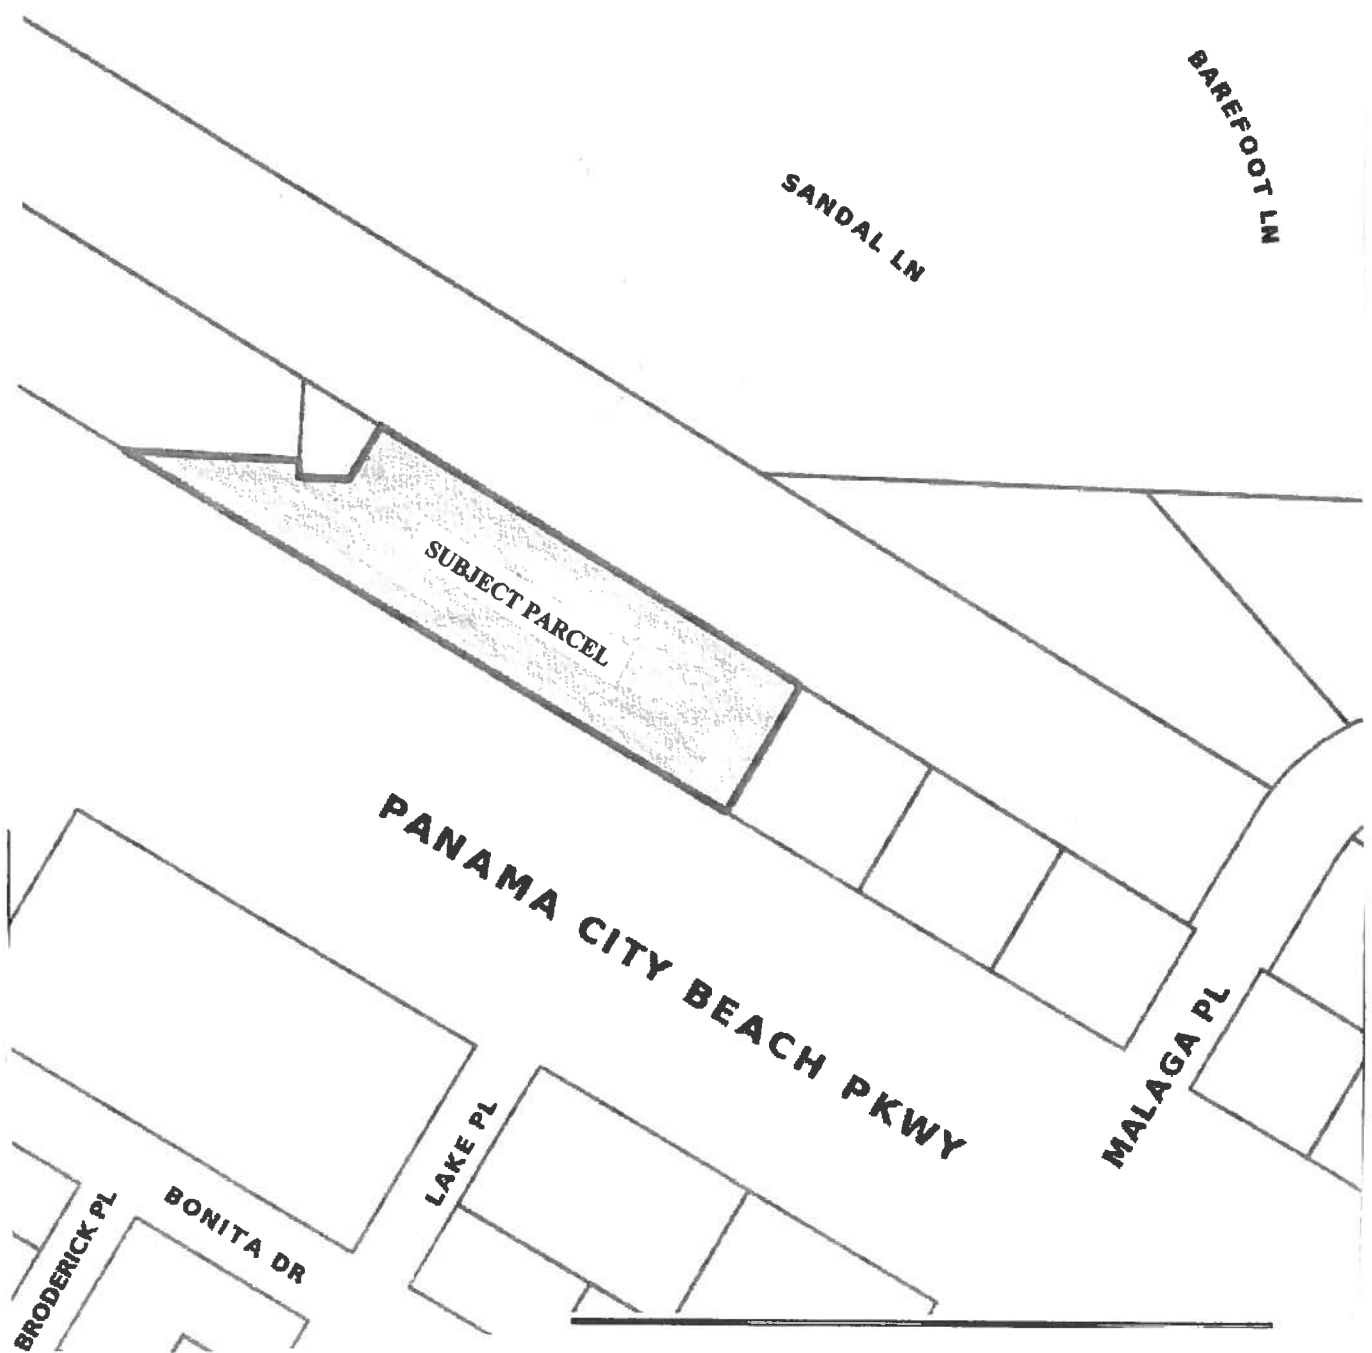 BAREFOOT LN
SANDAL LN
SUBJECT PARCEL
PANAMA CITY BEACH PKWY
MALAGA PL
LAKE PL
BONITA DR
BRODERICK PL